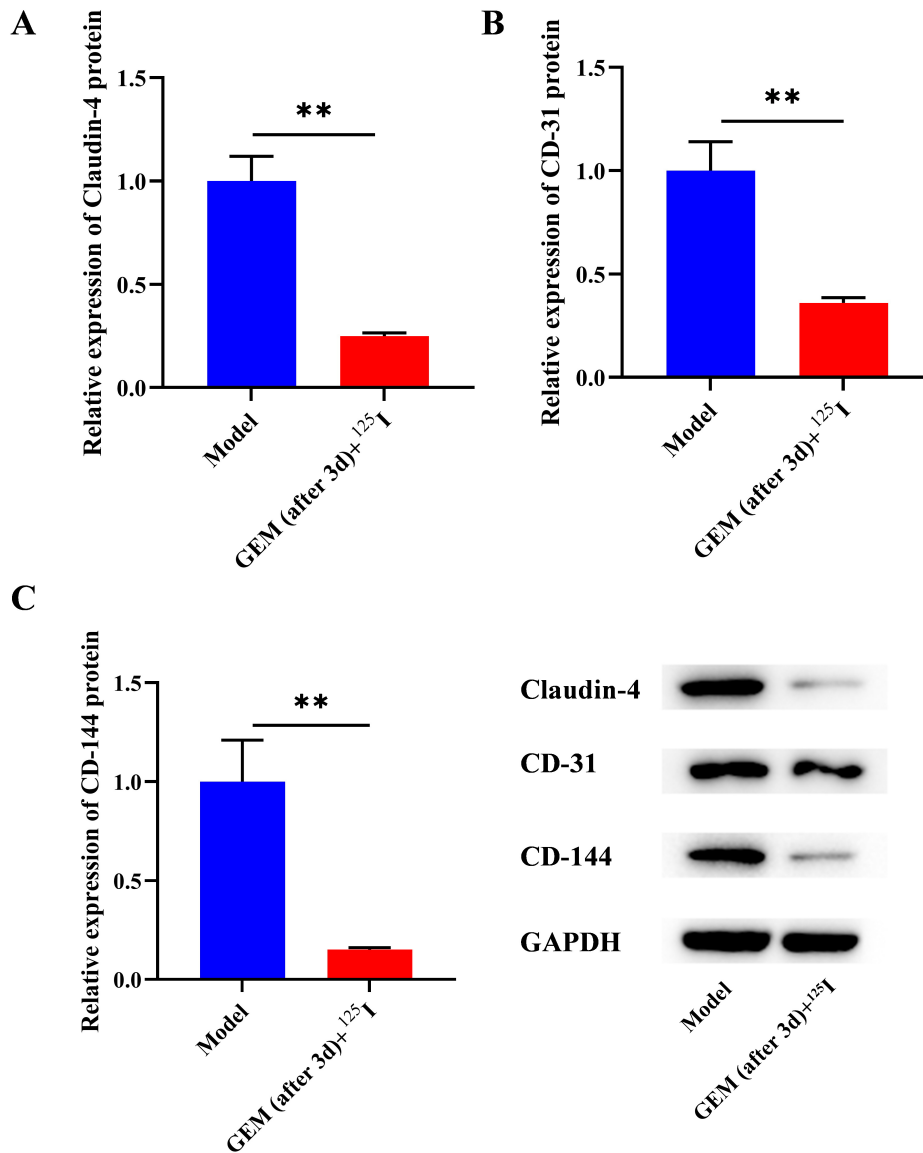 A
Relative expression of Claudin-4 protein
1.5
1.0
0.5
0.0
**
Model
GEM (after 3d)+¹²⁵I
B
Relative expression of CD-31 protein
1.5
1.0
0.5
0.0
**
Model
GEM (after 3d)+¹²⁵I
C
Relative expression of CD-144 protein
1.5
1.0
0.5
0.0
**
Model
GEM (after 3d)+¹²⁵I
Claudin-4
CD-31
CD-144
GAPDH
Model
GEM (after 3d)+¹²⁵I